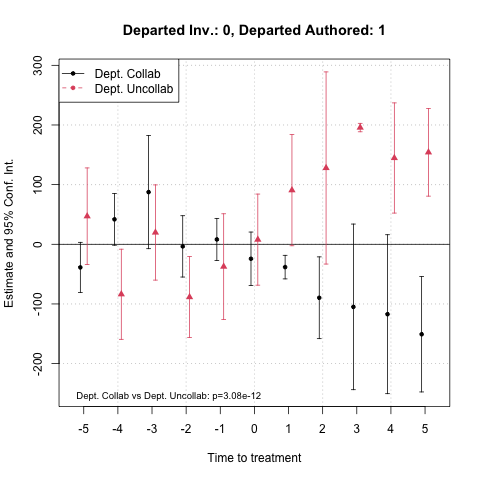 Departed Inv.: 0, Departed Authored: 1
Dept. Collab
Dept. Uncollab
Estimate and 95% Conf. Int.
300
200
100
0
-100
-200
Dept. Collab vs Dept. Uncollab: p=3.08e-12
-5 -4 -3 -2 -1 0 1 2 3 4 5
Time to treatment